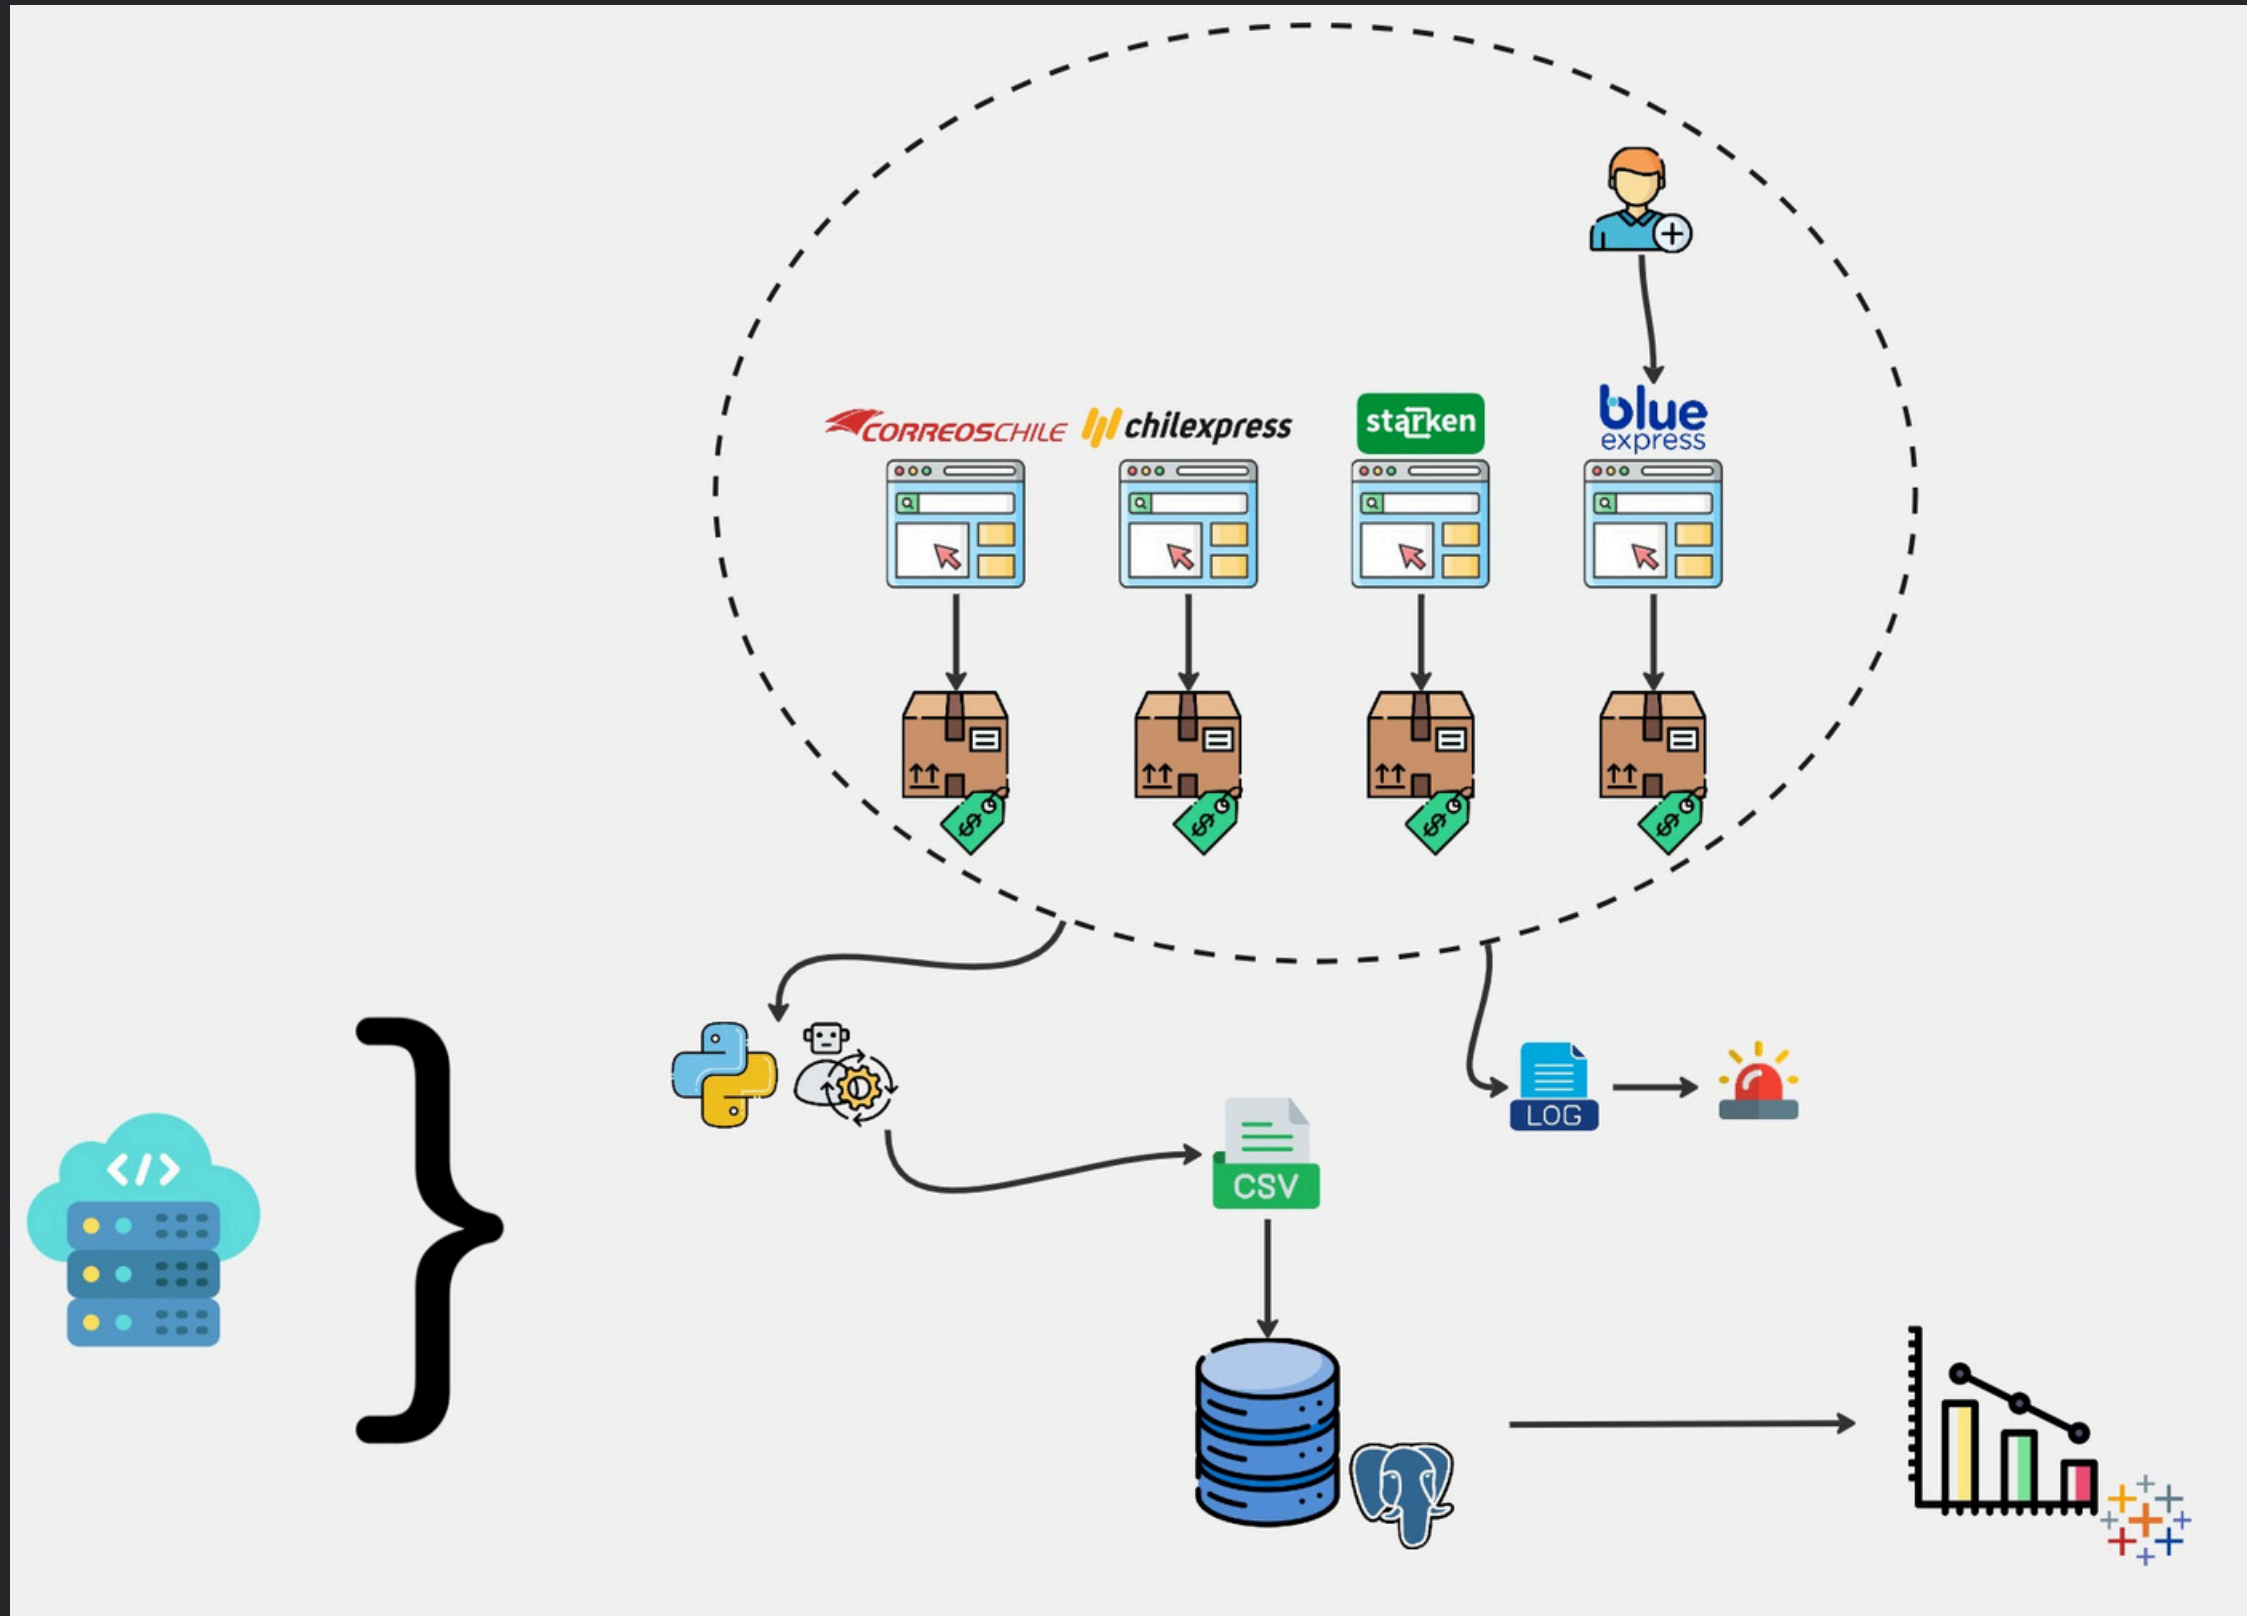 CORREOSCHILE
chilexpress
starken
blue
express
$
$
$
$
LOG
CSV
</>